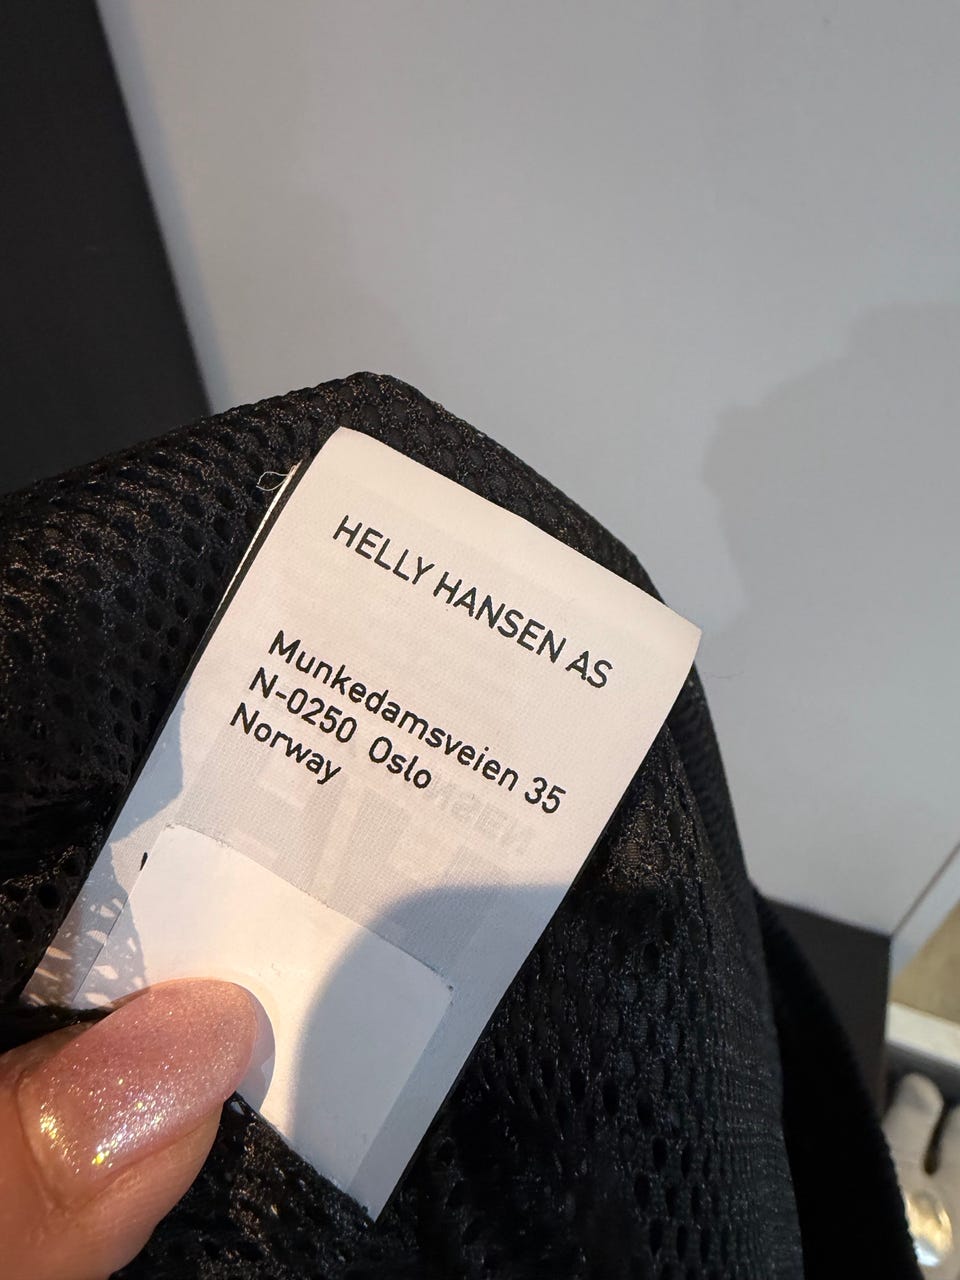 HELLY HANSEN AS
Munkedamsveien 35
N-0250 Oslo
Norway